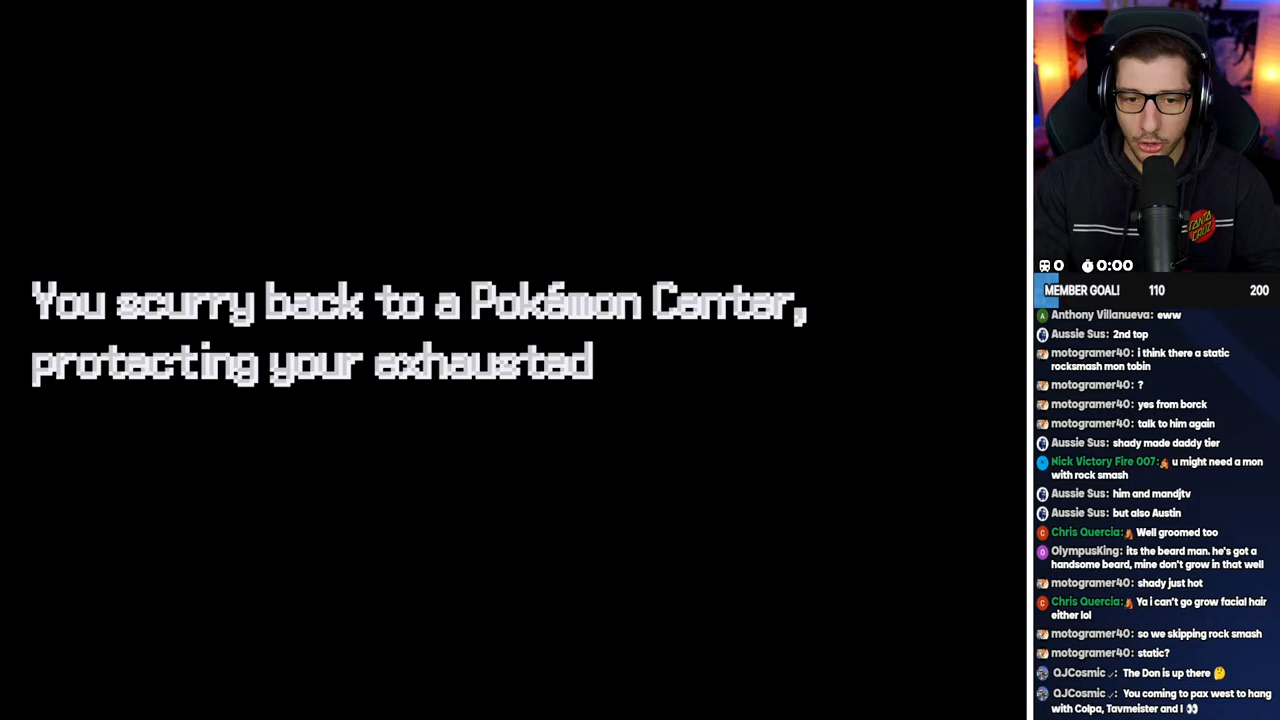 You scurry back to a Pokémon Center,
protecting your exhausted
SANTA
CRUZ
0
0:00
MEMBER GOAL!
110
200
Anthony Villanueva: eww
Aussie Sus: 2nd top
motogramer40: i think there a static
rocksmash mon tobin
motogramer40: ?
motogramer40: yes from borck
motogramer40: talk to him again
Aussie Sus: shady made daddy tier
Nick Victory Fire 007: u might need a mon
with rock smash
Aussie Sus: him and mandjtv
Aussie Sus: but also Austin
Chris Quercia: Well groomed too
OlympusKing: its the beard man. he's got a
handsome beard, mine don't grow in that well
motogramer40: shady just hot
Chris Quercia: Ya i can't go grow facial hair
either lol
motogramer40: so we skipping rock smash
motogramer40: static?
QJCosmic ✓: The Don is up there 🤔
QJCosmic ✓: You coming to pax west to hang
with Colpa, Tavmeister and I 👀